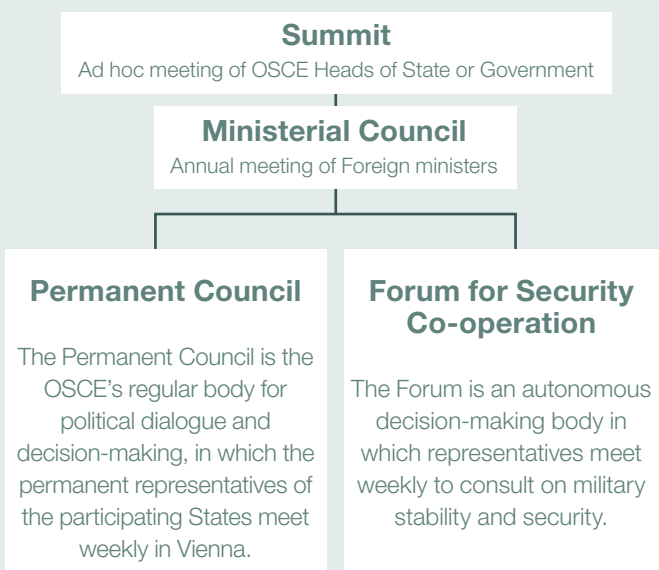 Summit
Ad hoc meeting of OSCE Heads of State or Government
Ministerial Council
Annual meeting of Foreign ministers
Permanent Council
The Permanent Council is the
OSCE’s regular body for
political dialogue and
decision-making, in which the
permanent representatives of
the participating States meet
weekly in Vienna.
Forum for Security
Co-operation
The Forum is an autonomous
decision-making body in
which representatives meet
weekly to consult on military
stability and security.